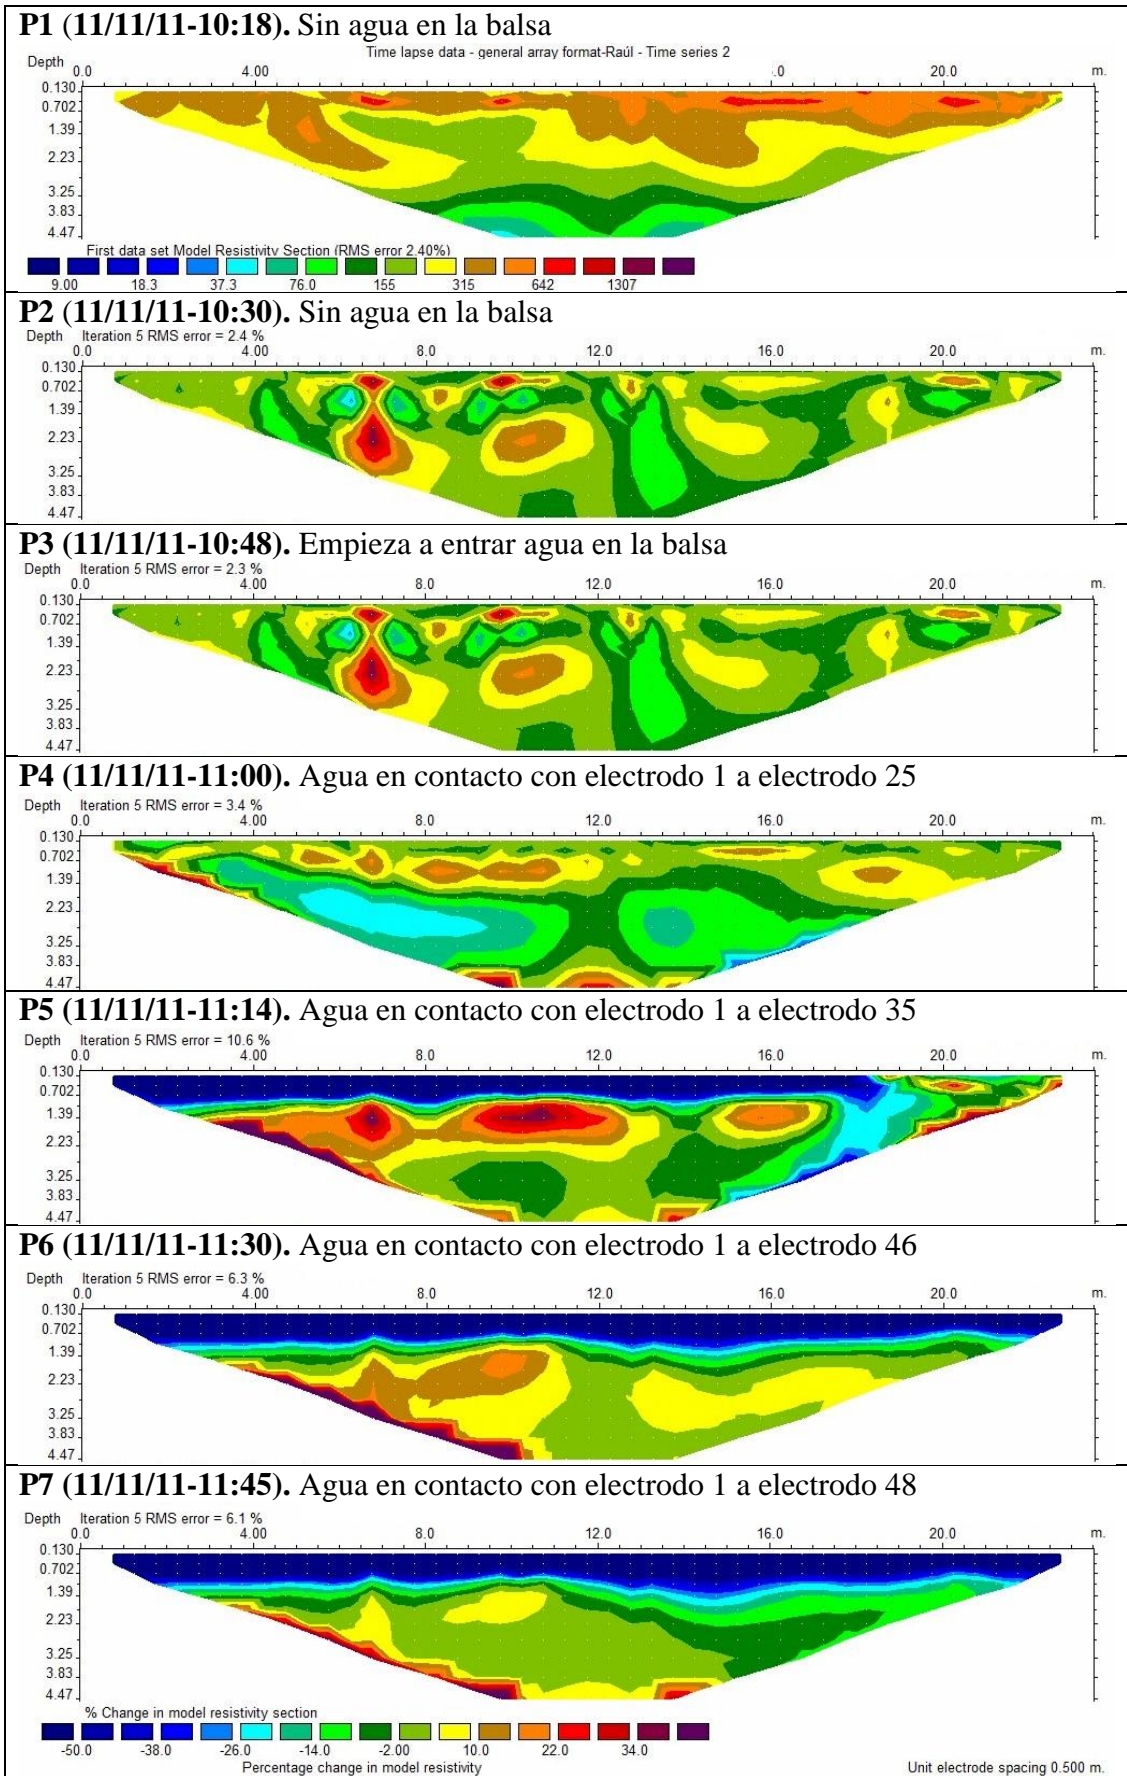 P1 (11/11/11-10:18). Sin agua en la balsa
Time lapse data - general array format-Raúl - Time series 2
Depth
0.0 4.00 .0 20.0 m.
0.130
0.702
1.39
2.23
3.25
3.83
4.47
First data set Model Resistivity Section (RMS error 2.40%)
9.00 18.3 37.3 76.0 155 315 642 1307
P2 (11/11/11-10:30). Sin agua en la balsa
Depth Iteration 5 RMS error = 2.4 %
0.0 4.00 8.0 12.0 16.0 20.0 m.
0.130
0.702
1.39
2.23
3.25
3.83
4.47
P3 (11/11/11-10:48). Empieza a entrar agua en la balsa
Depth Iteration 5 RMS error = 2.3 %
0.0 4.00 8.0 12.0 16.0 20.0 m.
0.130
0.702
1.39
2.23
3.25
3.83
4.47
P4 (11/11/11-11:00). Agua en contacto con electrodo 1 a electrodo 25
Depth Iteration 5 RMS error = 3.4 %
0.0 4.00 8.0 12.0 16.0 20.0 m.
0.130
0.702
1.39
2.23
3.25
3.83
4.47
P5 (11/11/11-11:14). Agua en contacto con electrodo 1 a electrodo 35
Depth Iteration 5 RMS error = 10.6 %
0.0 4.00 8.0 12.0 16.0 20.0 m.
0.130
0.702
1.39
2.23
3.25
3.83
4.47
P6 (11/11/11-11:30). Agua en contacto con electrodo 1 a electrodo 46
Depth Iteration 5 RMS error = 6.3 %
0.0 4.00 8.0 12.0 16.0 20.0 m.
0.130
0.702
1.39
2.23
3.25
3.83
4.47
P7 (11/11/11-11:45). Agua en contacto con electrodo 1 a electrodo 48
Depth Iteration 5 RMS error = 6.1 %
0.0 4.00 8.0 12.0 16.0 20.0 m.
0.130
0.702
1.39
2.23
3.25
3.83
4.47
% Change in model resistivity section
-50.0 -38.0 -26.0 -14.0 -2.00 10.0 22.0 34.0
Percentage change in model resistivity Unit electrode spacing 0.500 m.